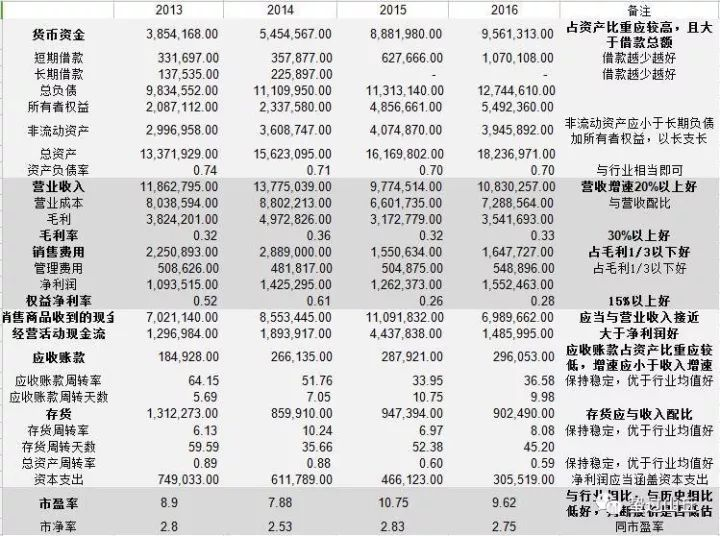 2013 2014 2015 2016 备注
货币资金 3,854,168.00 5,454,567.00 8,881,980.00 9,561,313.00 占资产比重应较高，且大
于借款总额
短期借款 331,697.00 357,877.00 627,666.00 1,070,108.00 借款越少越好
长期借款 137,535.00 225,897.00 - - 借款越少越好
总负债 9,834,552.00 11,109,950.00 11,313,140.00 12,744,610.00
所有者权益 2,087,112.00 2,337,580.00 4,856,661.00 5,492,360.00
非流动资产 2,996,958.00 3,608,747.00 4,074,870.00 3,945,892.00 非流动资产应小于长期负债
加所有者权益，以长支长
总资产 13,371,929.00 15,623,095.00 16,169,802.00 18,236,971.00
资产负债率 0.74 0.71 0.70 0.70 与行业相当即可
营业收入 11,862,795.00 13,775,039.00 9,774,514.00 10,830,257.00 营收增速20%以上好
营业成本 8,038,594.00 8,802,213.00 6,601,735.00 7,288,564.00 与营收配比
毛利 3,824,201.00 4,972,826.00 3,172,779.00 3,541,693.00
毛利率 0.32 0.36 0.32 0.33 30%以上好
销售费用 2,250,893.00 2,889,000.00 1,550,634.00 1,647,727.00 占毛利1/3以下好
管理费用 508,626.00 481,817.00 504,875.00 548,896.00 占毛利1/3以下好
净利润 1,093,515.00 1,425,295.00 1,262,373.00 1,552,463.00
权益净利率 0.52 0.61 0.26 0.28 15%以上好
销售商品收到的现金 7,021,140.00 8,553,445.00 11,091,832.00 6,989,662.00 应当与营业收入接近
经营活动现金流 1,296,984.00 1,893,917.00 4,437,838.00 1,485,995.00 大于净利润好
应收账款 184,928.00 266,135.00 287,921.00 296,053.00 应收账款占资产比重应较
低，增速应小于收入增速
应收账款周转率 64.15 51.76 33.95 36.58 保持稳定，优于行业均值好
应收账款周转天数 5.69 7.05 10.75 9.98
存货 1,312,273.00 859,910.00 947,394.00 902,490.00 存货应与收入配比
存货周转率 6.13 10.24 6.97 8.08 保持稳定，优于行业均值好
存货周转天数 59.59 35.66 52.38 45.20
总资产周转率 0.89 0.88 0.60 0.59 保持稳定，优于行业均值好
资本支出 749,033.00 611,789.00 466,123.00 305,519.00 净利润应当涵盖资本支出
市盈率 8.9 7.88 10.75 9.62 与行业相比，与历史相比
低好，判断股价是否低估
市净率 2.8 2.53 2.83 2.75 同市盈率